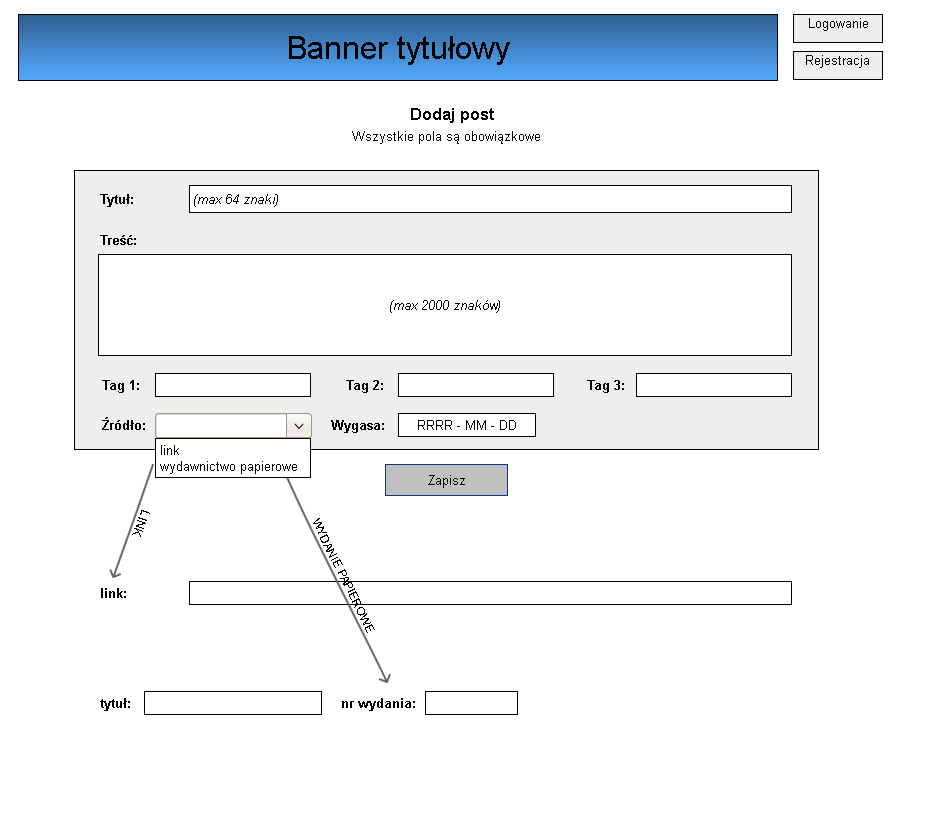 Banner tytułowy
Logowanie
Rejestracja
Dodaj post
Wszystkie pola są obowiązkowe
Tytuł: (max 64 znaki)
Treść:
(max 2000 znaków)
Tag 1: Tag 2: Tag 3:
Źródło: Wygasa: RRRR - MM - DD
link
wydawnictwo papierowe
Zapisz
LINK
WYDANIE PAPIEROWE
link:
tytuł: nr wydania: